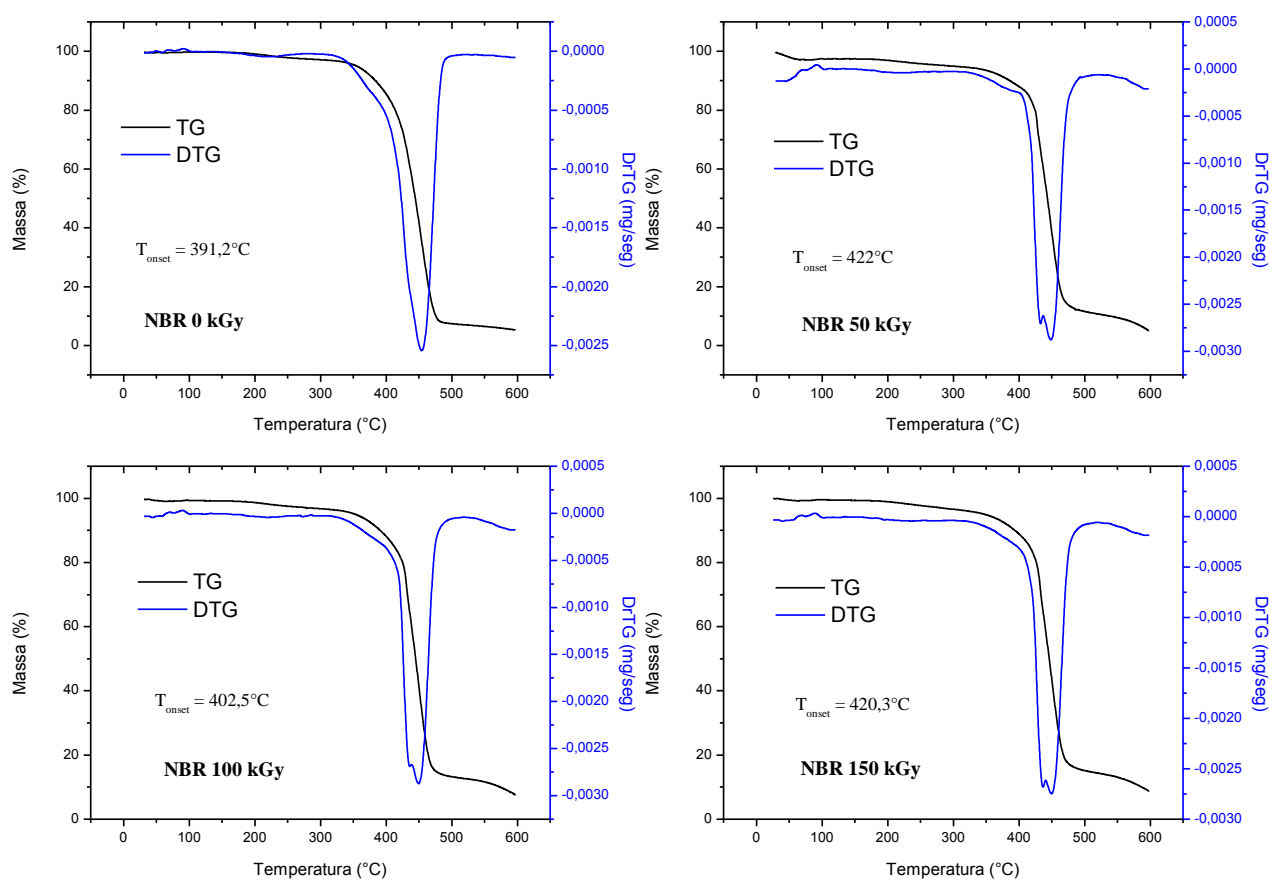 100
80
60
40
20
0
Massa (%)
TG
DTG
T onset = 391,2°C
NBR 0 kGy
0,0000
-0,0005
-0,0010
-0,0015
-0,0020
-0,0025
DrTG (mg/seg)
0 100 200 300 400 500 600
Temperatura (°C)
100
80
60
40
20
0
Massa (%)
TG
DTG
T onset = 422°C
NBR 50 kGy
0,0005
0,0000
-0,0005
-0,0010
-0,0015
-0,0020
-0,0025
-0,0030
DrTG (mg/seg)
0 100 200 300 400 500 600
Temperatura (°C)
100
80
60
40
20
0
Massa (%)
TG
DTG
T onset = 402,5°C
NBR 100 kGy
0,0005
0,0000
-0,0005
-0,0010
-0,0015
-0,0020
-0,0025
-0,0030
DrTG (mg/seg)
0 100 200 300 400 500 600
Temperatura (°C)
100
80
60
40
20
0
Massa (%)
TG
DTG
T onset = 420,3°C
NBR 150 kGy
0,0005
0,0000
-0,0005
-0,0010
-0,0015
-0,0020
-0,0025
-0,0030
DrTG (mg/seg)
0 100 200 300 400 500 600
Temperatura (°C)